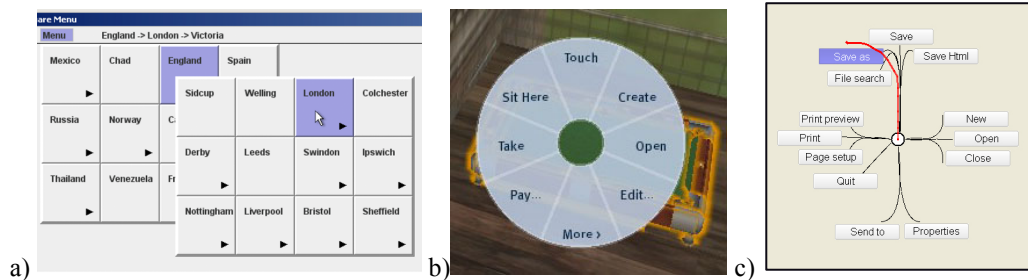 are Menu
Menu England -> London -> Victoria
Mexico Chad England Spain
Sidcup Welling London Colchester
Russia Norway
Derby Leeds Swindon Ipswich
Thailand Venezuela
Nottingham Liverpool Bristol Sheffield
a)
Touch
Sit Here Create
Take Open
Pay... Edit...
More ›
b)
Save
Save as Save Html
File search
Print preview New
Print Open
Page setup Close
Quit
Send to Properties
c)